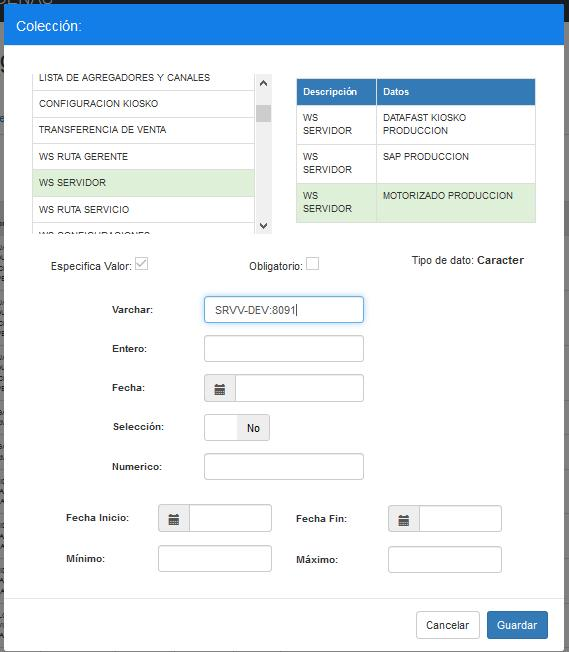 Colección:
LISTA DE AGREGADORES Y CANALES
CONFIGURACION KIOSKO
TRANSFERENCIA DE VENTA
WS RUTA GERENTE
WS SERVIDOR
WS RUTA SERVICIO
WS CONFIGURACIONES
Descripción Datos
WS SERVIDOR DATAFAST KIOSKO PRODUCCION
WS SERVIDOR SAP PRODUCCION
WS SERVIDOR MOTORIZADO PRODUCCION
Especifica Valor: Obligatorio: Tipo de dato: Caracter
Varchar: SRVV-DEV:8091
Entero:
Fecha:
Selección: No
Numerico:
Fecha Inicio: Fecha Fin:
Mínimo: Máximo:
Cancelar Guardar